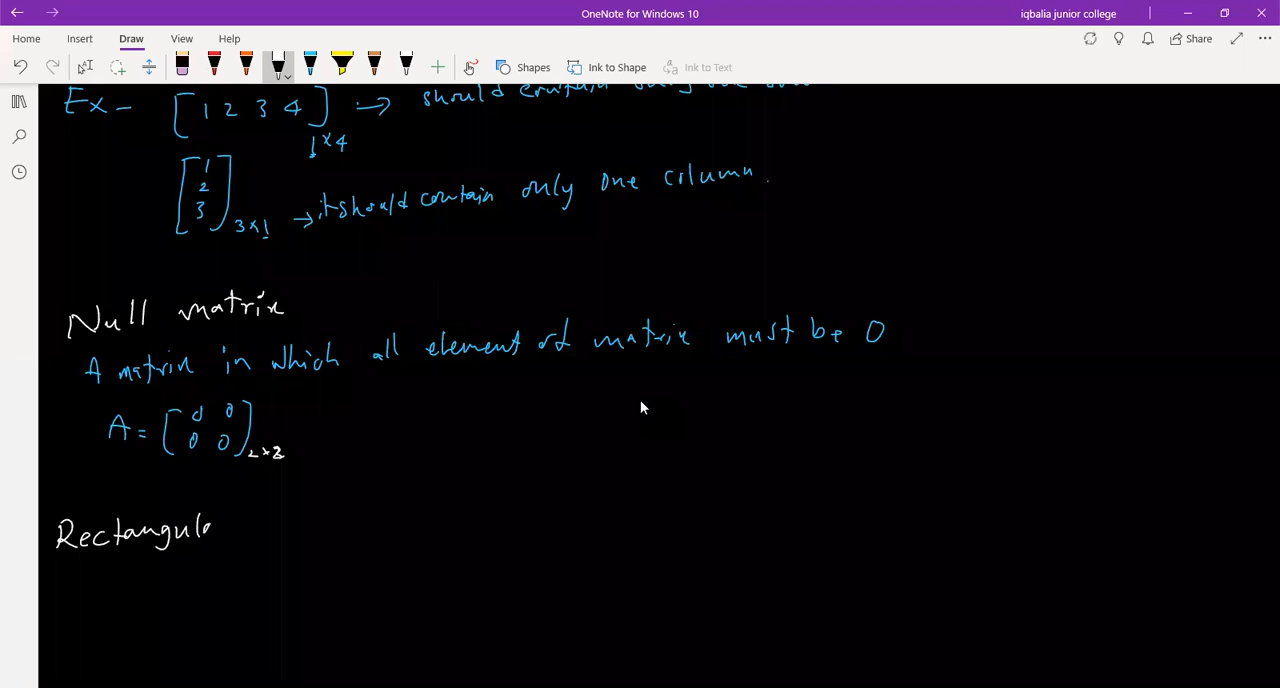 OneNote for Windows 10
iqbalia junior college
Home Insert Draw View Help
Share
Shapes
Ink to Shape
Ink to Text
Ex - [ 1 2 3 4 ] → should contain only one
1×4
[ 1
2
3 ] 3×1 → it should contain only one column.
Null matrix
A matrix in which all element of matrix must be 0
A = [ 0 0
0 0 ] 2×2
Rectangula